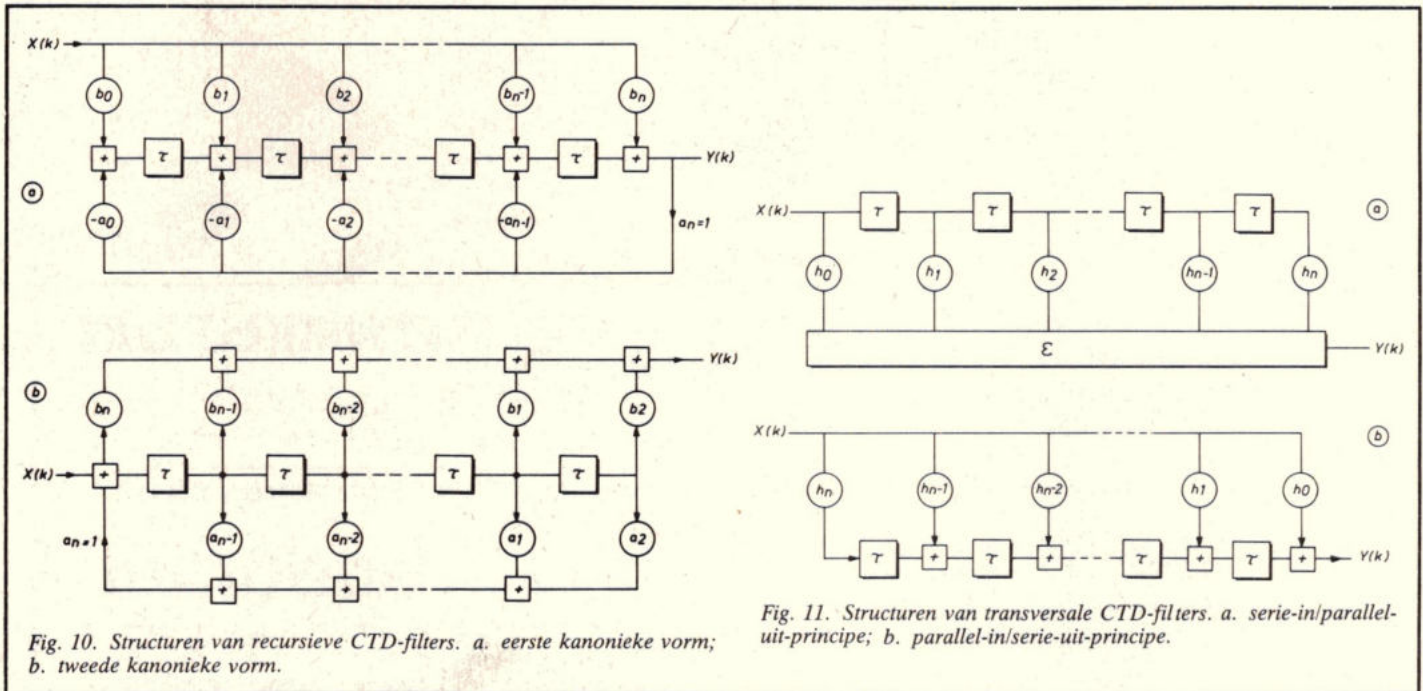 X(k)
b0 b1 b2 bn-1 bn
+ τ + τ + τ + τ + Y(k)
a
-a0 -a1 -a2 -an-1 an=1
+ + + + Y(k)
b
bn bn-1 bn-2 b1 b2
X(k) + τ τ τ τ
an=1 an-1 an-2 a1 a2
+ + +
Fig. 10. Structuren van recursieve CTD-filters. a. eerste kanonieke vorm;
b. tweede kanonieke vorm.
X(k) τ τ τ τ a
h0 h1 h2 hn-1 hn
Σ Y(k)
X(k) b
hn hn-1 hn-2 h1 h0
τ + τ + τ + τ + Y(k)
Fig. 11. Structuren van transversale CTD-filters. a. serie-in/parallel-
uit-principe; b. parallel-in/serie-uit-principe.